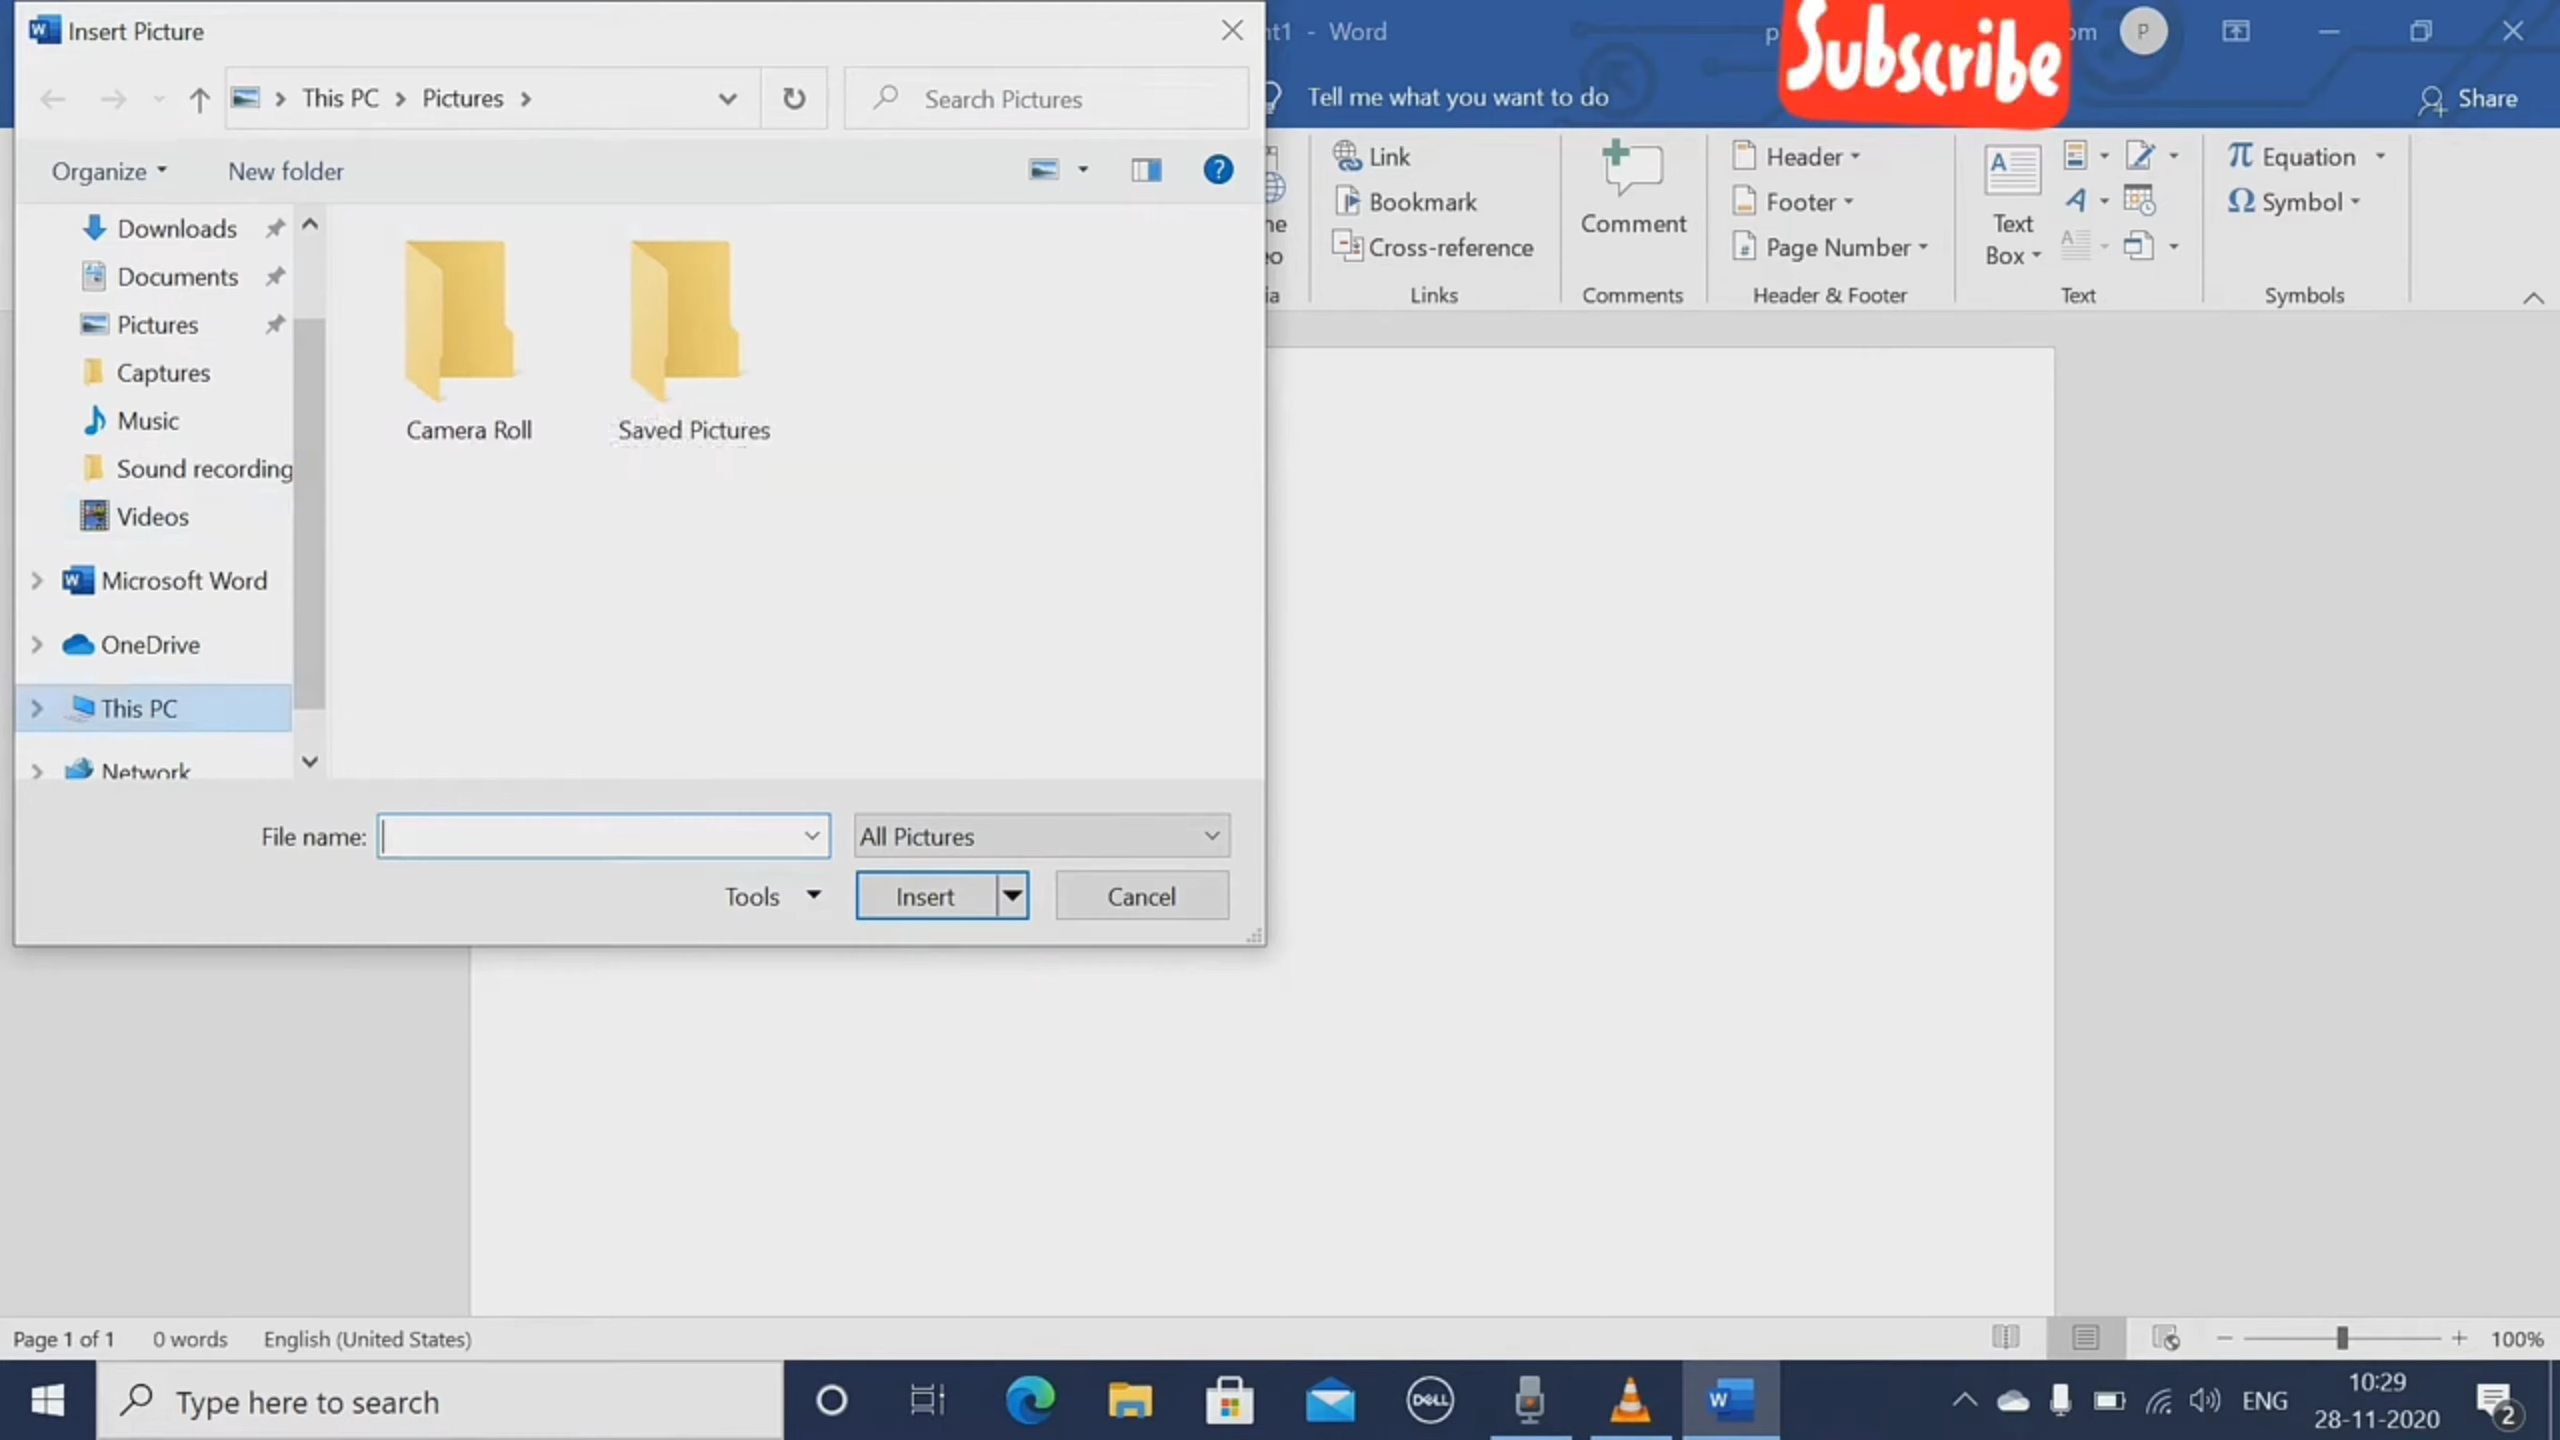 Insert Picture
nt1 - Word
P
Subscribe
This PC
Pictures
Search Pictures
Tell me what you want to do
Share
Organize
New folder
?
Link
Bookmark
Cross-reference
Links
Comment
Comments
Header
Footer
Page Number
Header & Footer
Text
Box
Text
Equation
Symbol
Symbols
Downloads
Documents
Pictures
Captures
Music
Sound recording
Videos
Microsoft Word
OneDrive
This PC
Network
Camera Roll
Saved Pictures
File name:
All Pictures
Tools
Insert
Cancel
Page 1 of 1
0 words
English (United States)
100%
Type here to search
DELL
ENG
10:29
28-11-2020
2